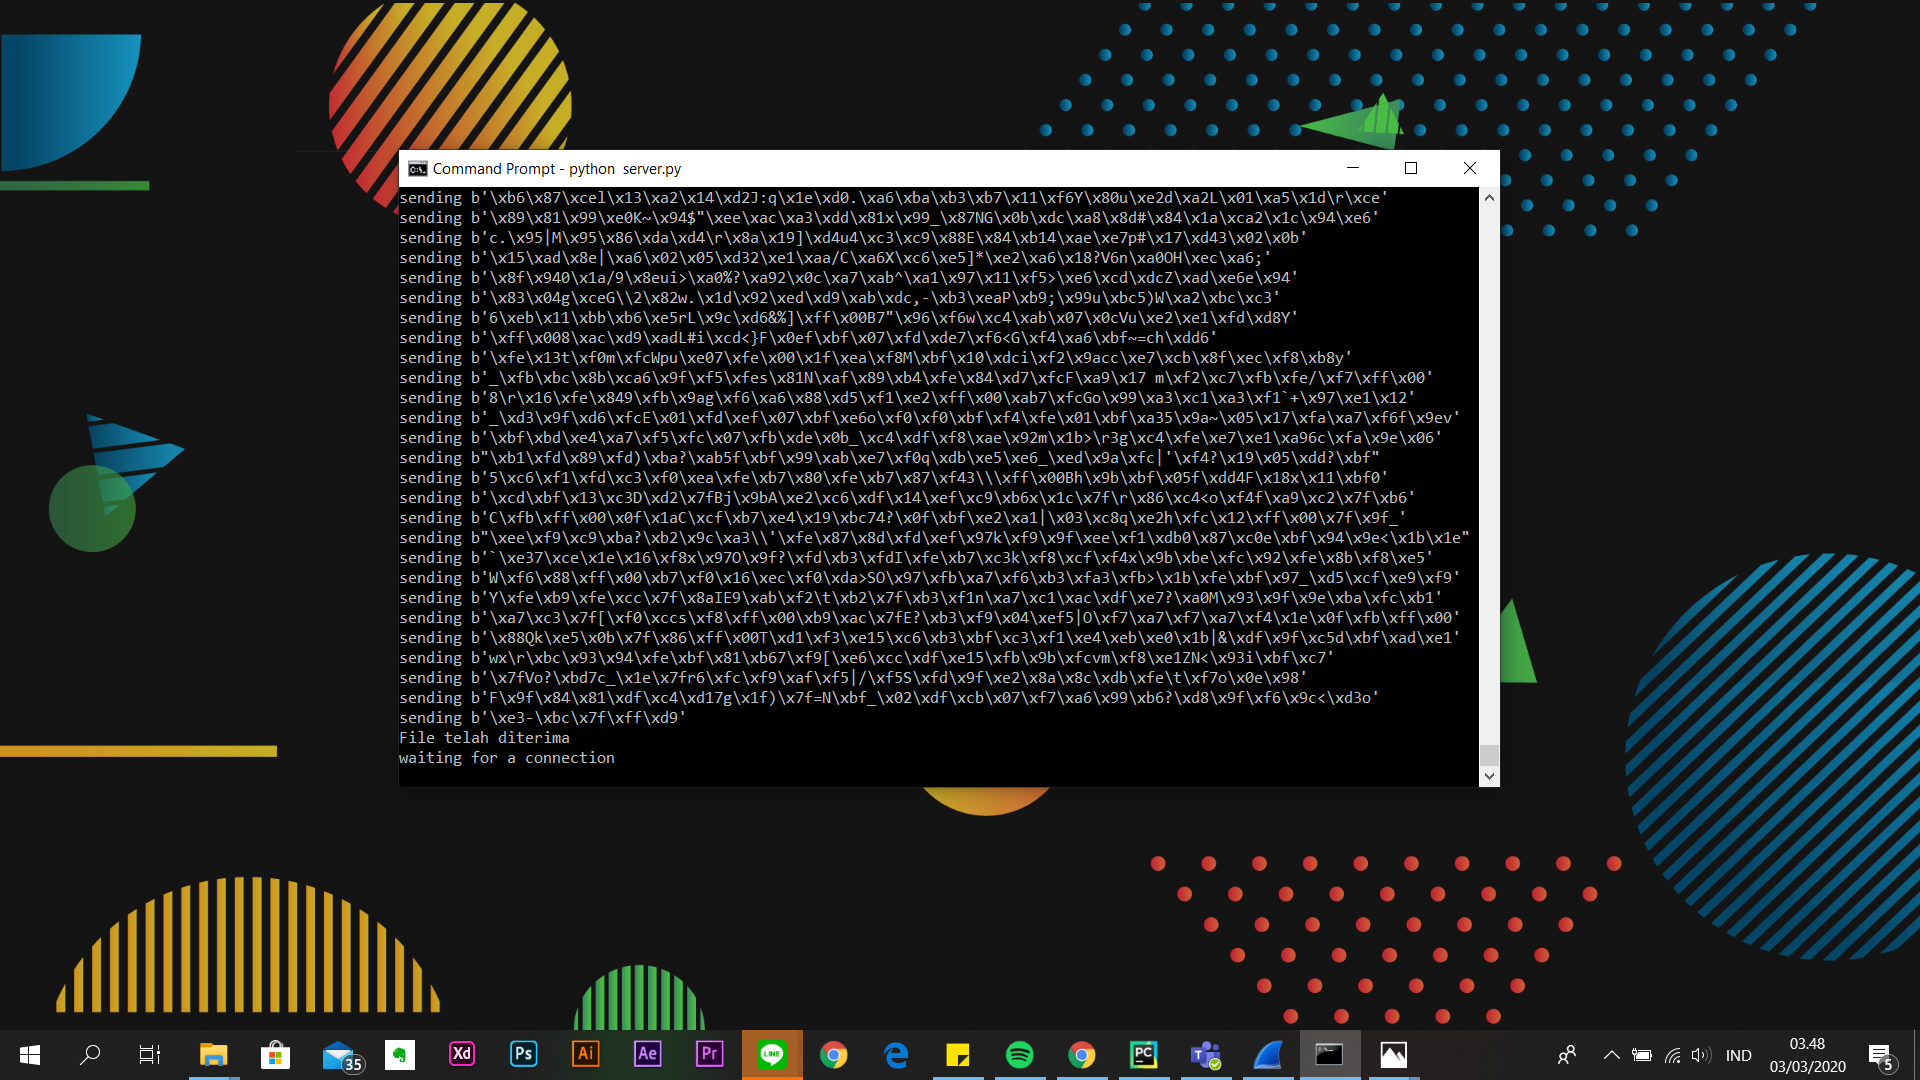 Command Prompt - python  server.py
sending b'\xb6\x87\xcel\x13\xa2\x14\xd2J:q\x1e\xd0.\xa6\xba\xb3\xb7\x11\xf6Y\x80u\xe2d\xa2L\x01\xa5\x1d\r\xce'
sending b'\x89\x81\x99\xe0K~\x94$"\xee\xac\xa3\xdd\x81x\x99_\x87NG\x0b\xdc\xa8\x8d#\x84\x1a\xca2\x1c\x94\xe6'
sending b'c.\x95|M\x95\x86\xda\xd4\r\x8a\x19]\xd4u4\xc3\xc9\x88E\x84\xb14\xae\xe7p#\x17\xd43\x02\x0b'
sending b'\x15\xad\x8e|\xa6\x02\x05\xd32\xe1\xaa/C\xa6X\xc6\xe5]*\xe2\xa6\x18?V6n\xa0OH\xec\xa6;'
sending b'\x8f\x940\x1a/9\x8eui>\xa0%?\xa92\x0c\xa7\xab^\xa1\x97\x11\xf5>\xe6\xcd\xdcZ\xad\xe6e\x94'
sending b'\x83\x04g\xceG\\2\x82w.\x1d\x92\xed\xd9\xab\xdc,-\xb3\xeaP\xb9;\x99u\xbc5)W\xa2\xbc\xc3'
sending b'6\xeb\x11\xbb\xb6\xe5rL\x9c\xd6&%]\xff\x00B7"\x96\xf6w\xc4\xab\x07\x0cVu\xe2\xe1\xfd\xd8Y'
sending b'\xff\x008\xac\xd9\xadL#i\xcd<}F\x0ef\xbf\x07\xfd\xde7\xf6<G\xf4\xa6\xbf~=ch\xdd6'
sending b'\xfe\x13t\xf0m\xfcWpu\xe07\xfe\x00\x1f\xea\xf8M\xbf\x10\xdci\xf2\x9acc\xe7\xcb\x8f\xec\xf8\xb8y'
sending b'_\xfb\xbc\x8b\xca6\x9f\xf5\xfes\x81N\xaf\x89\xb4\xfe\x84\xd7\xfcF\xa9\x17 m\xf2\xc7\xfb\xfe/\xf7\xff\x00'
sending b'8\r\x16\xfe\x849\xfb\x9ag\xf6\xa6\x88\xd5\xf1\xe2\xff\x00\xab7\xfcGo\x99\xa3\xc1\xa3\xf1`+\x97\xe1\x12'
sending b'_\xd3\x9f\xd6\xfcE\x01\xfd\xef\x07\xbf\xe6o\xf0\xf0\xbf\xf4\xfe\x01\xbf\xa35\x9a~\x05\x17\xfa\xa7\xf6f\x9ev'
sending b'\xbf\xbd\xe4\xa7\xf5\xfc\x07\xfb\xde\x0b_\xc4\xdf\xf8\xae\x92m\x1b>\r3g\xc4\xfe\xe7\xe1\xa96c\xfa\x9e\x06'
sending b"\xb1\xfd\x89\xfd)\xba?\xab5f\xbf\x99\xab\xe7\xf0q\xdb\xe5\xe6_\xed\x9a\xfc|'\xf4?\x19\x05\xdd?\xbf"
sending b'5\xc6\xf1\xfd\xc3\xf0\xea\xfe\xb7\x80\xfe\xb7\x87\xf43\\\xff\x00Bh\x9b\xbf\x05f\xdd4F\x18x\x11\xbf0'
sending b'\xcd\xbf\x13\xc3D\xd2\x7fBj\x9bA\xe2\xc6\xdf\x14\xef\xc9\xb6x\x1c\x7f\r\x86\xc4<o\xf4f\xa9\xc2\x7f\xb6'
sending b'C\xfb\xff\x00\x0f\x1aC\xcf\xb7\xe4\x19\xbc74?\x0f\xbf\xe2\xa1|\x03\xc8q\xe2h\xfc\x12\xff\x00\x7f\x9f_'
sending b"\xee\xf9\xc9\xba?\xb2\x9c\xa3\\'\xfe\x87\x8d\xfd\xef\x97k\xf9\x9f\xee\xf1\xdb0\x87\xc0e\xbf\x94\x9e<\x1b\x1e"
sending b'`\xe37\xce\x1e\x16\xf8x\x97O\x9f?\xfd\xb3\xfdI\xfe\xb7\xc3k\xf8\xcf\xf4x\x9b\xbe\xfc\x92\xfe\x8b\xf8\xe5'
sending b'W\xf6\x88\xff\x00\xb7\xf0\x16\xec\xf0\xda>SO\x97\xfb\xa7\xf6\xb3\xfa3\xfb>\x1b\xfe\xbf\x97_\xd5\xcf\xe9\xf9'
sending b'Y\xfe\xb9\xfe\xcc\x7f\x8aIE9\xab\xf2\t\xb2\x7f\xb3\xf1n\xa7\xc1\xac\xdf\xe7?\xa0M\x93\x9f\x9e\xba\xfc\xb1'
sending b'\xa7\xc3\x7f[\xf0\xccs\xf8\xff\x00\xb9\xac\x7fE?\xb3\xf9\x04\xef5|O\xf7\xa7\xf7\xa7\xf4\x1e\x0f\xfb\xff\x00'
sending b'\x88Qk\xe5\x0b\x7f\x86\xff\x00T\xd1\xf3\xe15\xc6\xb3\xbf\xc3\xf1\xe4\xeb\xe0\x1b|&\xdf\x9f\xc5d\xbf\xad\xe1'
sending b'wx\r\xbc\x93\x94\xfe\xbf\x81\xb67\xf9[\xe6\xcc\xdf\xe15\xfb\x9b\xfcvm\xf8\xe1ZN<\x93i\xbf\xc7'
sending b'\x7fVo?\xbd7c_\x1e\x7fr6\xfc\xf9\xaf\xf5|/\xf5S\xfd\x9f\xe2\x8a\x8c\xdb\xfe\t\xf7o\x0e\x98'
sending b'F\x9f\x84\x81\xdf\xc4\xd17g\x1f)\x7f=N\xbf_\x02\xdf\xcb\x07\xf7\xa6\x99\xb6?\xd8\x9f\xf6\x9c<\xd3o'
sending b'\xe3-\xbc\x7f\xff\xd9'
File telah diterima
waiting for a connection
35
Xd
Ps
Ai
Ae
Pr
LINE
PC
IND
03.48
03/03/2020
5